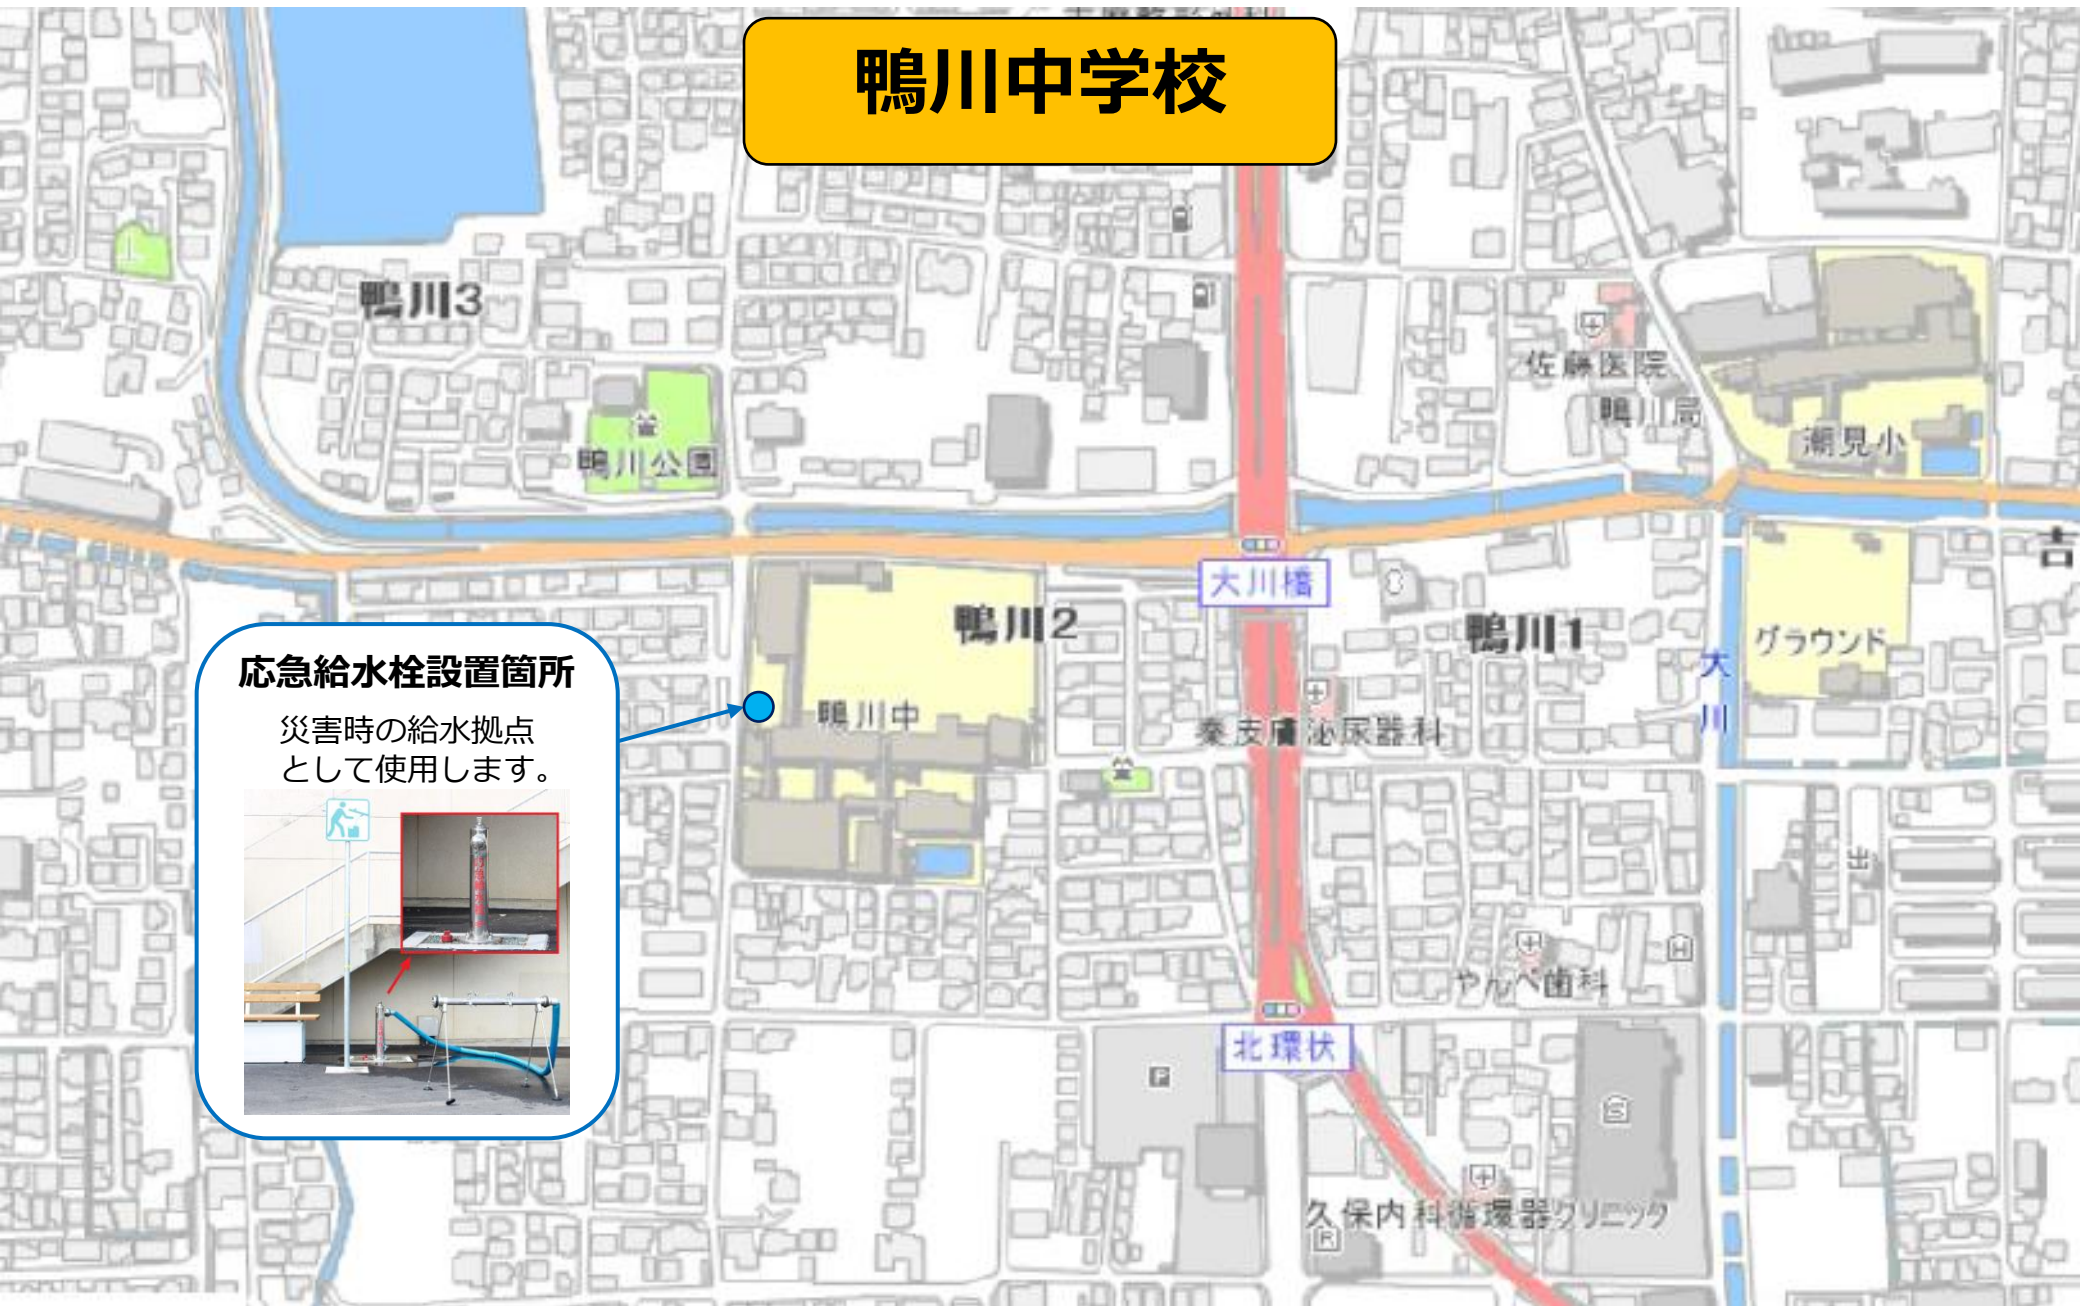 鴨川中学校
鴨川3
佐藤医院
鴨川局
潮見小
鴨川公園
大川橋
吉
鴨川2
鴨川1
グラウンド
大川
応急給水栓設置箇所
災害時の給水拠点
として使用します。
鴨川中
秦皮膚泌尿器科
やんべ歯科
北環状
P
H
S
久保内科循環器クリニック
R